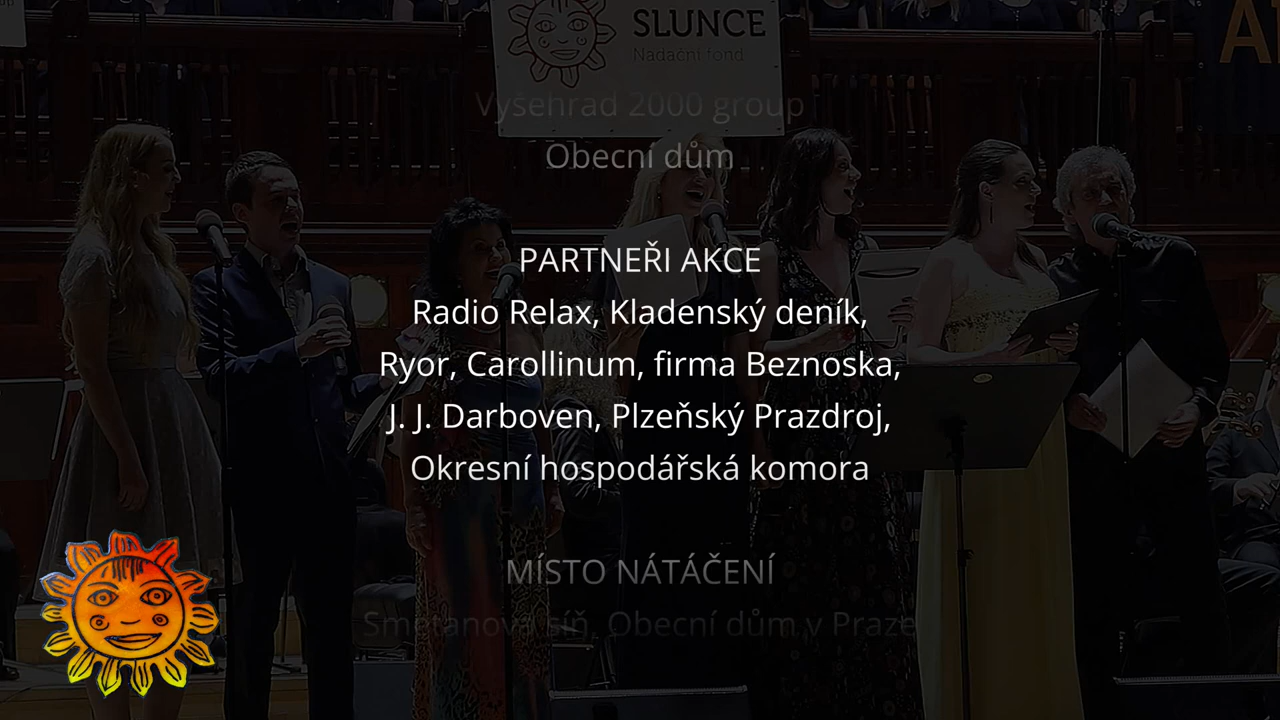 SLUNCE
Nadační fond
Vyšehrad 2000 group
Obecní dům
PARTNEŘI AKCE
Radio Relax, Kladenský deník,
Ryor, Carollinum, firma Beznoska,
J. J. Darboven, Plzeňský Prazdroj,
Okresní hospodářská komora
MÍSTO NÁTÁČENÍ
Smetanova síň, Obecní dům v Praze